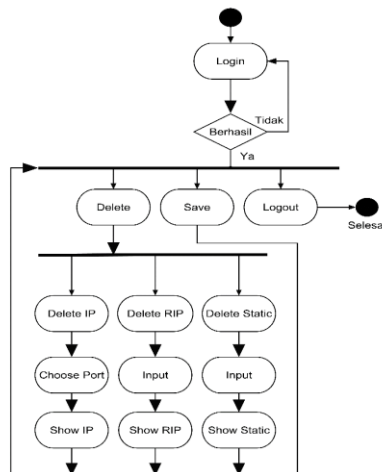 Login
Tidak
Berhasil
Ya
Delete
Save
Logout
Selesa
Delete IP
Delete RIP
Delete Static
Choose Port
Input
Input
Show IP
Show RIP
Show Static